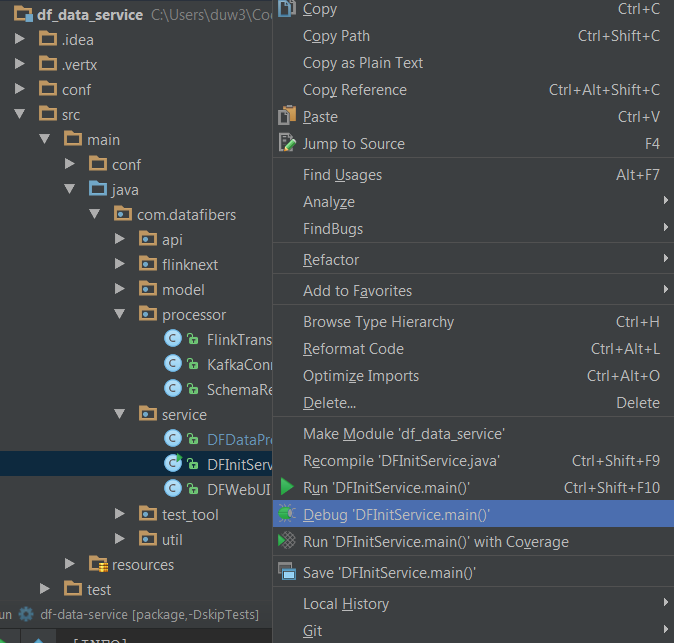 df_data_service C:\Users\duw3\Co
.idea
.vertx
conf
src
main
conf
java
com.datafibers
api
flinknext
model
processor
FlinkTrans
KafkaConn
SchemaRe
service
DFDataPr
DFInitServ
DFWebUI
test_tool
util
resources
test
un df-data-service [package,-DskipTests]
[INFO]
Copy Ctrl+C
Copy Path Ctrl+Shift+C
Copy as Plain Text
Copy Reference Ctrl+Alt+Shift+C
Paste Ctrl+V
Jump to Source F4
Find Usages Alt+F7
Analyze
FindBugs
Refactor
Add to Favorites
Browse Type Hierarchy Ctrl+H
Reformat Code Ctrl+Alt+L
Optimize Imports Ctrl+Alt+O
Delete... Delete
Make Module 'df_data_service'
Recompile 'DFInitService.java' Ctrl+Shift+F9
Run 'DFInitService.main()' Ctrl+Shift+F10
Debug 'DFInitService.main()'
Run 'DFInitService.main()' with Coverage
Save 'DFInitService.main()'
Local History
Git